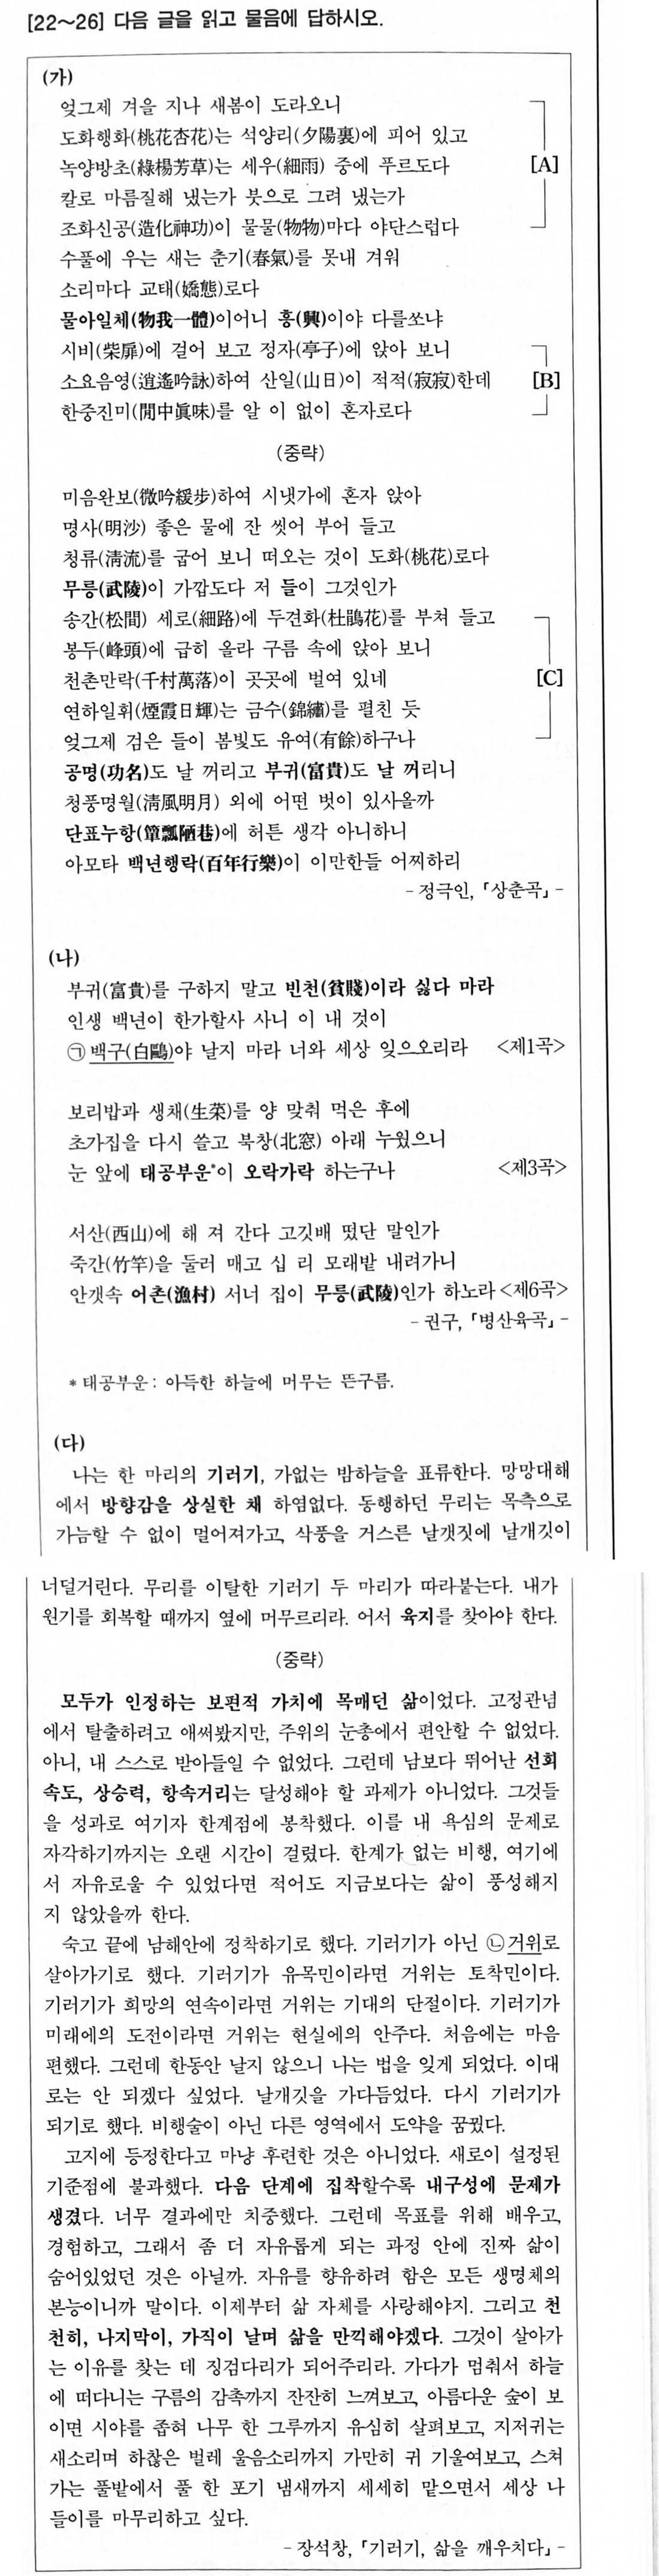 [22~26] 다음 글을 읽고 물음에 답하시오.
(가)
엊그제 겨을 지나 새봄이 도라오니
도화행화(桃花杏花)는 석양리(夕陽裏)에 피어 있고
녹양방초(綠楊芳草)는 세우(細雨) 중에 푸르도다
[A]
칼로 마름질해 냈는가 붓으로 그려 냈는가
조화신공(造化神功)이 물물(物物)마다 야단스럽다
수풀에 우는 새는 춘기(春氣)를 못내 겨워
소리마다 교태(嬌態)로다
물아일체(物我一體)이어니 흥(興)이야 다를쏘냐
시비(柴扉)에 걸어 보고 정자(亭子)에 앉아 보니
소요음영(逍遙吟詠)하여 산일(山日)이 적적(寂寂)한데
[B]
한중진미(閒中眞味)를 알 이 없이 혼자로다
(중략)
미음완보(微吟緩步)하여 시냇가에 혼자 앉아
명사(明沙) 좋은 물에 잔 씻어 부어 들고
청류(淸流)를 굽어 보니 떠오는 것이 도화(桃花)로다
무릉(武陵)이 가깝도다 저 들이 그것인가
송간(松間) 세로(細路)에 두견화(杜鵑花)를 부쳐 들고
봉두(峰頭)에 급히 올라 구름 속에 앉아 보니
천촌만락(千村萬落)이 곳곳에 벌여 있네
[C]
연하일휘(煙霞日輝)는 금수(錦繡)를 펼친 듯
엊그제 검은 들이 봄빛도 유여(有餘)하구나
공명(功名)도 날 꺼리고 부귀(富貴)도 날 꺼리니
청풍명월(淸風明月) 외에 어떤 벗이 있사올까
단표누항(簞瓢陋巷)에 허튼 생각 아니하니
아모타 백년행락(百年行樂)이 이만한들 어찌하리
- 정극인, 「상춘곡」 -
(나)
부귀(富貴)를 구하지 말고 빈천(貧賤)이라 싫다 마라
인생 백년이 한가할사 사니 이 내 것이
㉠ 백구(白鷗)야 날지 마라 너와 세상 잊으오리라 <제1곡>
보리밥과 생채(生菜)를 양 맞춰 먹은 후에
초가집을 다시 쓸고 북창(北窓) 아래 누웠으니
눈 앞에 태공부운*이 오락가락 하는구나 <제3곡>
서산(西山)에 해 져 간다 고깃배 떴단 말인가
죽간(竹竿)을 둘러 매고 십 리 모래밭 내려가니
안갯속 어촌(漁村) 서너 집이 무릉(武陵)인가 하노라 <제6곡>
- 권구, 「병산육곡」 -
* 태공부운: 아득한 하늘에 머무는 뜬구름.
(다)
나는 한 마리의 기러기, 가없는 밤하늘을 표류한다. 망망대해
에서 방향감을 상실한 채 하염없다. 동행하던 무리는 목측으로
가늠할 수 없이 멀어져가고, 삭풍을 거스른 날갯짓에 날개깃이
너덜거린다. 무리를 이탈한 기러기 두 마리가 따라붙는다. 내가
원기를 회복할 때까지 옆에 머무르리라. 어서 육지를 찾아야 한다.
(중략)
모두가 인정하는 보편적 가치에 목매던 삶이었다. 고정관념
에서 탈출하려고 애써봤지만, 주위의 눈총에서 편안할 수 없었다.
아니, 내 스스로 받아들일 수 없었다. 그런데 남보다 뛰어난 선회
속도, 상승력, 항속거리는 달성해야 할 과제가 아니었다. 그것들
을 성과로 여기자 한계점에 봉착했다. 이를 내 욕심의 문제로
자각하기까지는 오랜 시간이 걸렸다. 한계가 없는 비행, 여기에
서 자유로울 수 있었다면 적어도 지금보다는 삶이 풍성해지
지 않았을까 한다.
숙고 끝에 남해안에 정착하기로 했다. 기러기가 아닌 ㉡거위로
살아가기로 했다. 기러기가 유목민이라면 거위는 토착민이다.
기러기가 희망의 연속이라면 거위는 기대의 단절이다. 기러기가
미래에의 도전이라면 거위는 현실에의 안주다. 처음에는 마음
편했다. 그런데 한동안 날지 않으니 나는 법을 잊게 되었다. 이대
로는 안 되겠다 싶었다. 날개깃을 가다듬었다. 다시 기러기가
되기로 했다. 비행술이 아닌 다른 영역에서 도약을 꿈꿨다.
고지에 등정한다고 마냥 후련한 것은 아니었다. 새로이 설정된
기준점에 불과했다. 다음 단계에 집착할수록 내구성에 문제가
생겼다. 너무 결과에만 치중했다. 그런데 목표를 위해 배우고,
경험하고, 그래서 좀 더 자유롭게 되는 과정 안에 진짜 삶이
숨어있었던 것은 아닐까. 자유를 향유하려 함은 모든 생명체의
본능이니까 말이다. 이제부터 삶 자체를 사랑해야지. 그리고 천
천히, 나지막이, 가직이 날며 삶을 만끽해야겠다. 그것이 살아가
는 이유를 찾는 데 징검다리가 되어주리라. 가다가 멈춰서 하늘
에 떠다니는 구름의 감촉까지 잔잔히 느껴보고, 아름다운 숲이 보
이면 시야를 좁혀 나무 한 그루까지 유심히 살펴보고, 지저귀는
새소리며 하찮은 벌레 울음소리까지 가만히 귀 기울여보고, 스쳐
가는 풀밭에서 풀 한 포기 냄새까지 세세히 맡으면서 세상 나
들이를 마무리하고 싶다.
- 장석창, 「기러기, 삶을 깨우치다」 -